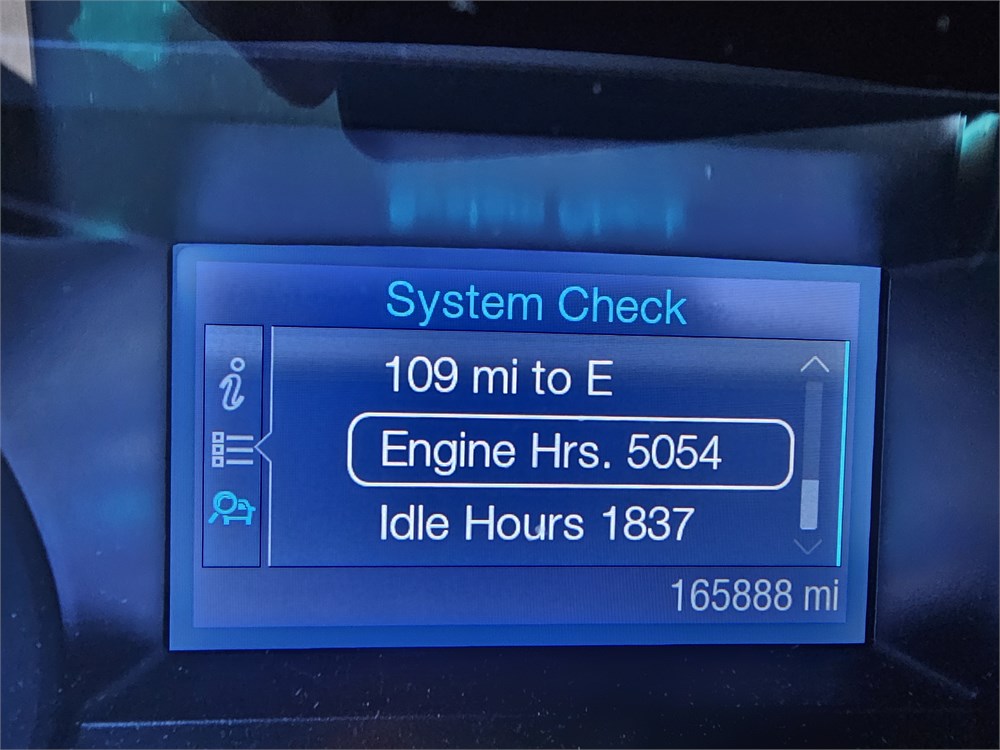 System Check
109 mi to E
Engine Hrs. 5054
Idle Hours 1837
165888 mi